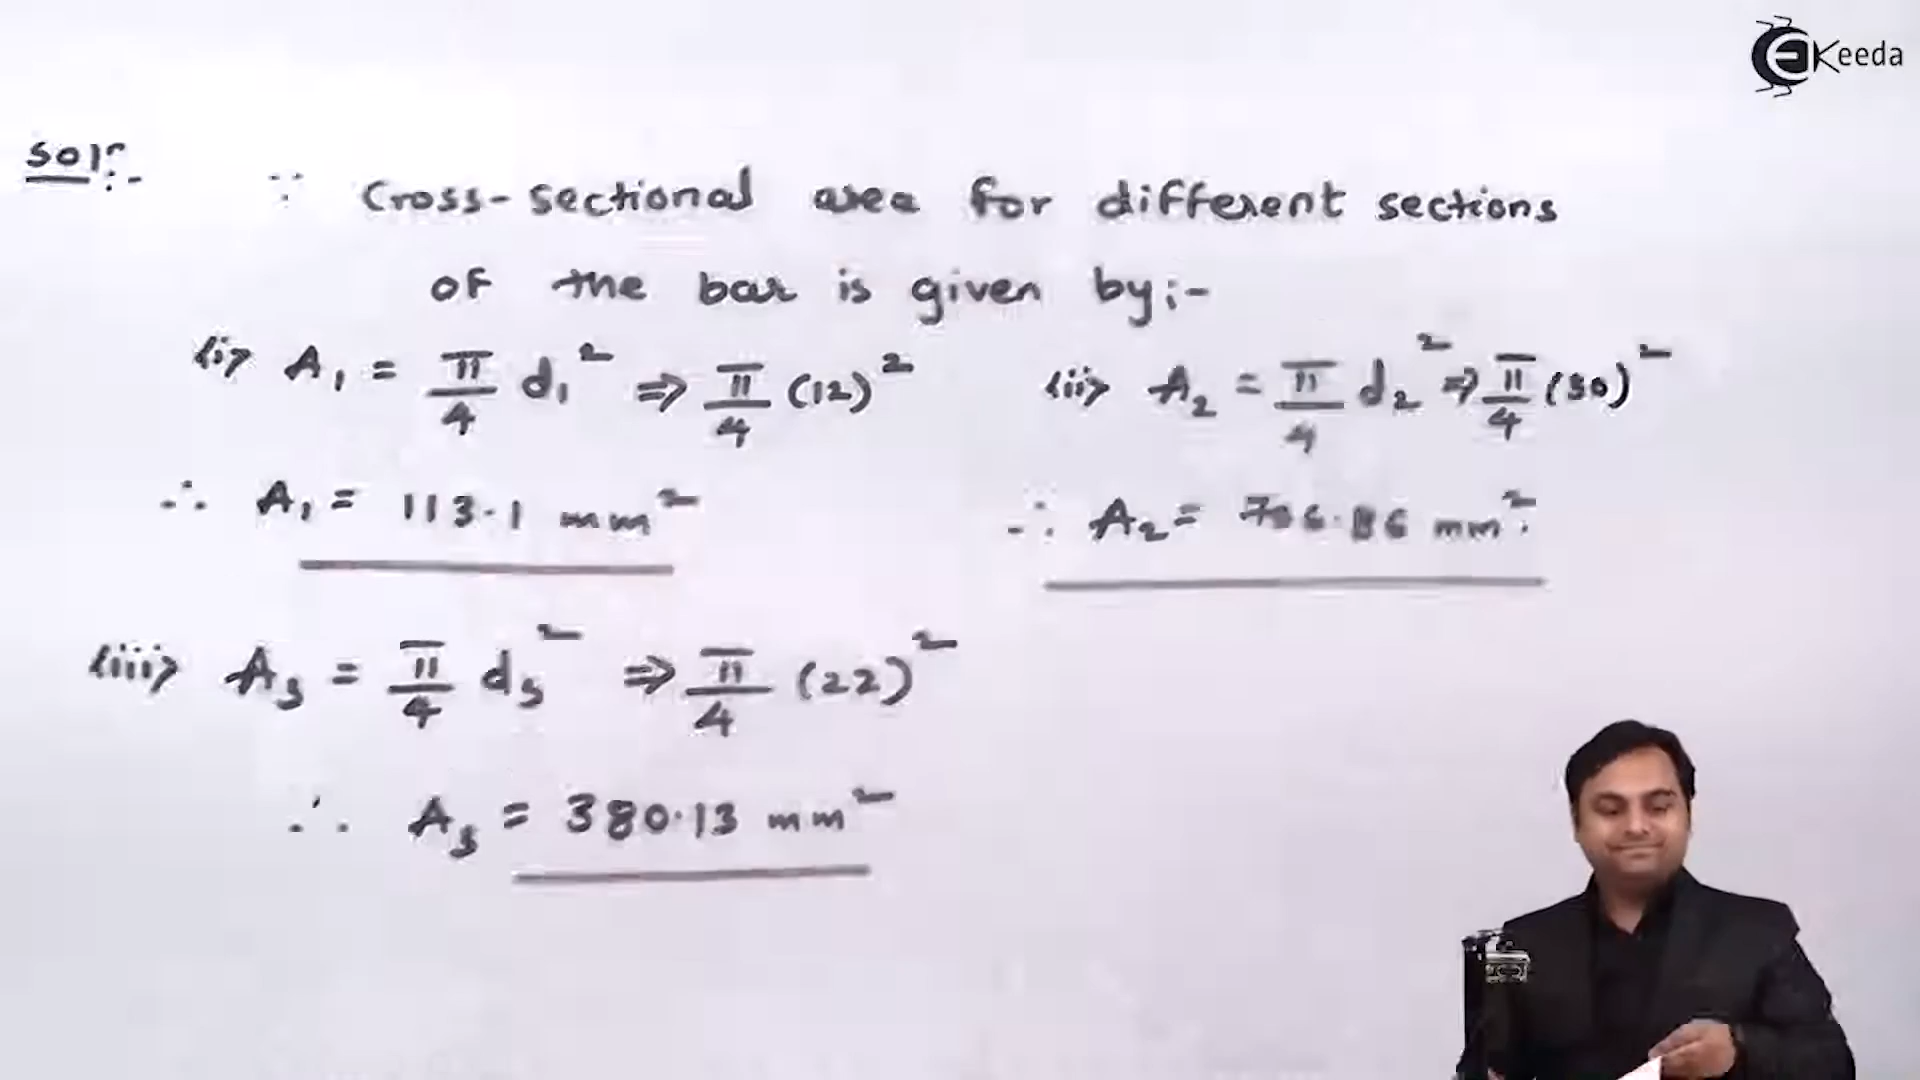 EKeeda
Soln:-
∵ Cross-sectional area for different sections
of the bar is given by:-
(i) A₁ = π/4 d₁² ⇒ π/4 (12)²
(ii) A₂ = π/4 d₂² ⇒ π/4 (30)²
∴ A₁ = 113.1 mm²
∴ A₂ = 706.86 mm²
(iii) A₃ = π/4 d₃² ⇒ π/4 (22)²
∴ A₃ = 380.13 mm²